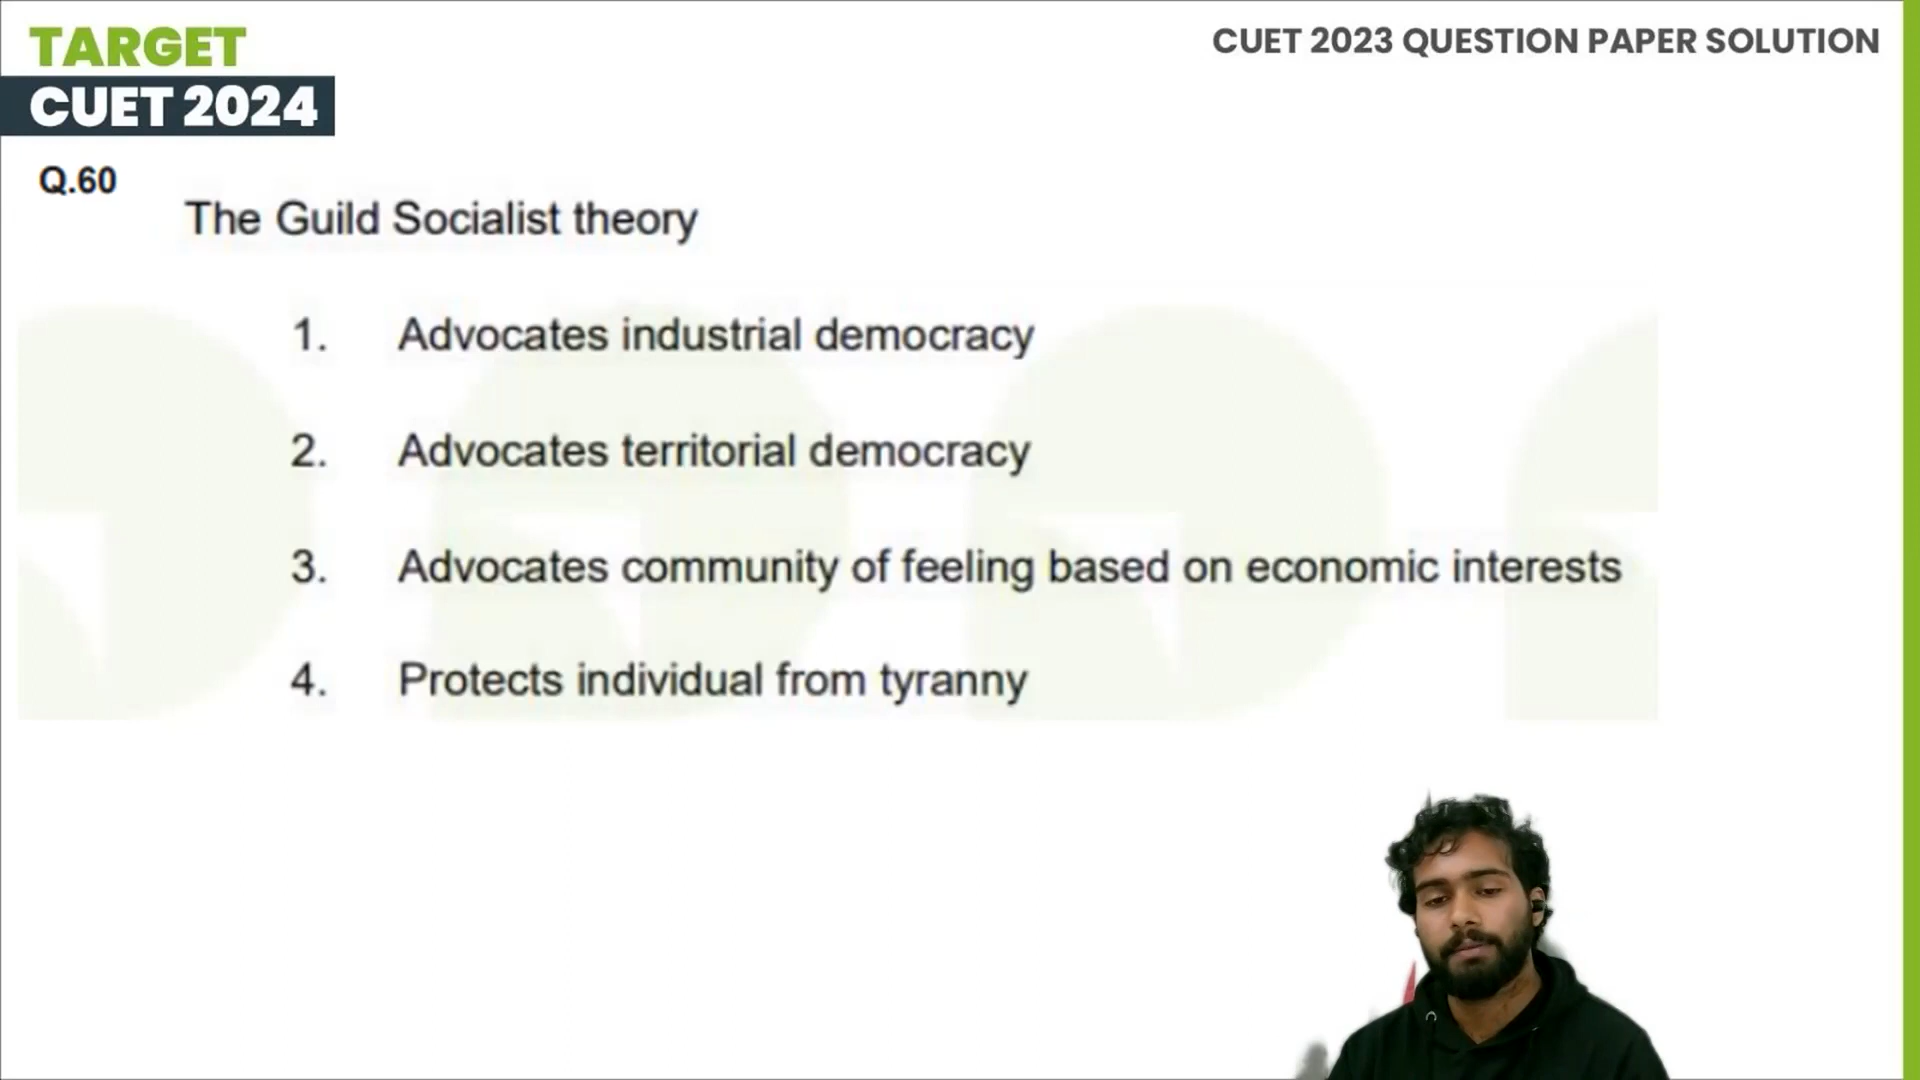 TARGET
CUET 2024
CUET 2023 QUESTION PAPER SOLUTION
Q.60
The Guild Socialist theory
1. Advocates industrial democracy
2. Advocates territorial democracy
3. Advocates community of feeling based on economic interests
4. Protects individual from tyranny